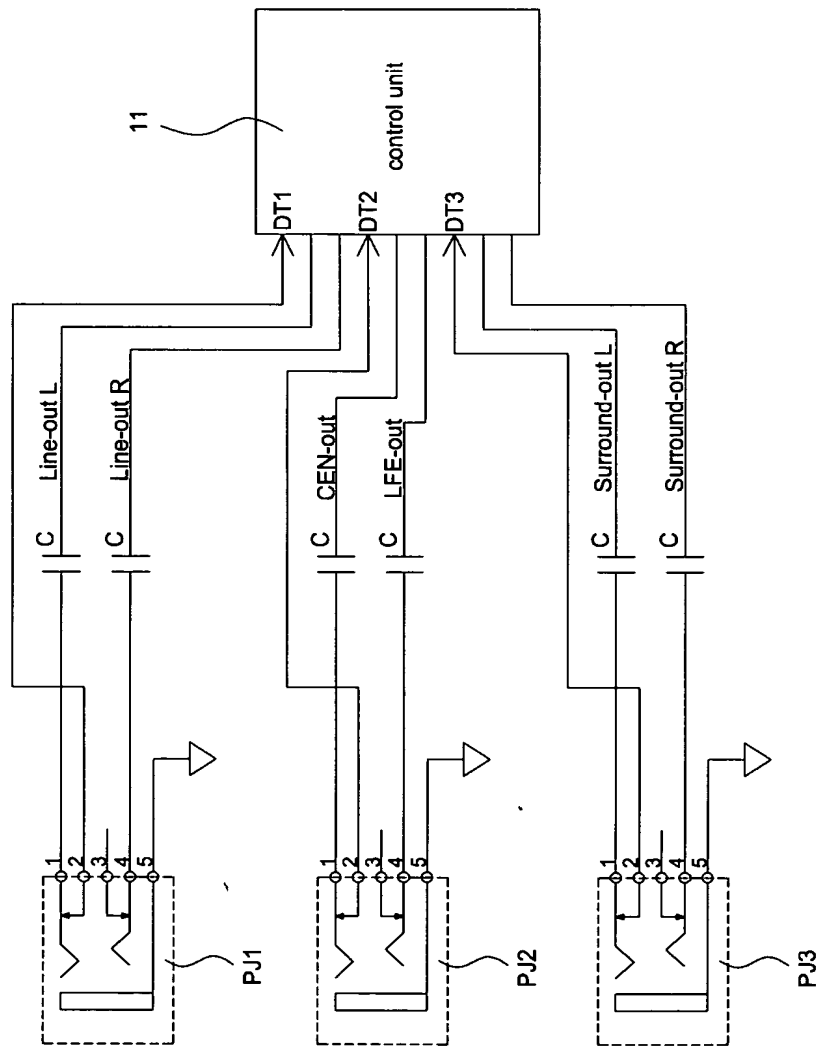 11
control unit
DT1
DT2
DT3
Line-out L
Line-out R
CEN-out
LFE-out
Surround-out L
Surround-out R
C
C
C
C
C
C
1
2
3
4
5
PJ1
1
2
3
4
5
PJ2
1
2
3
4
5
PJ3